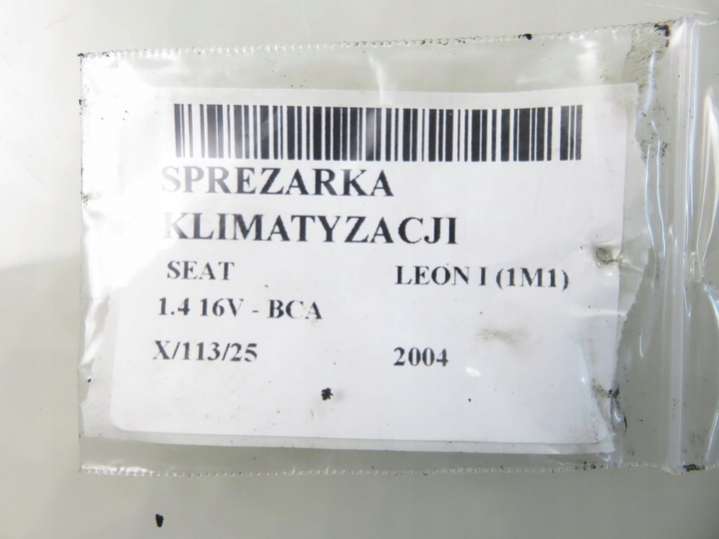 SPREZARKA
KLIMATYZACJI
SEAT LEON I (1M1)
1.4 16V - BCA
X/113/25 2004